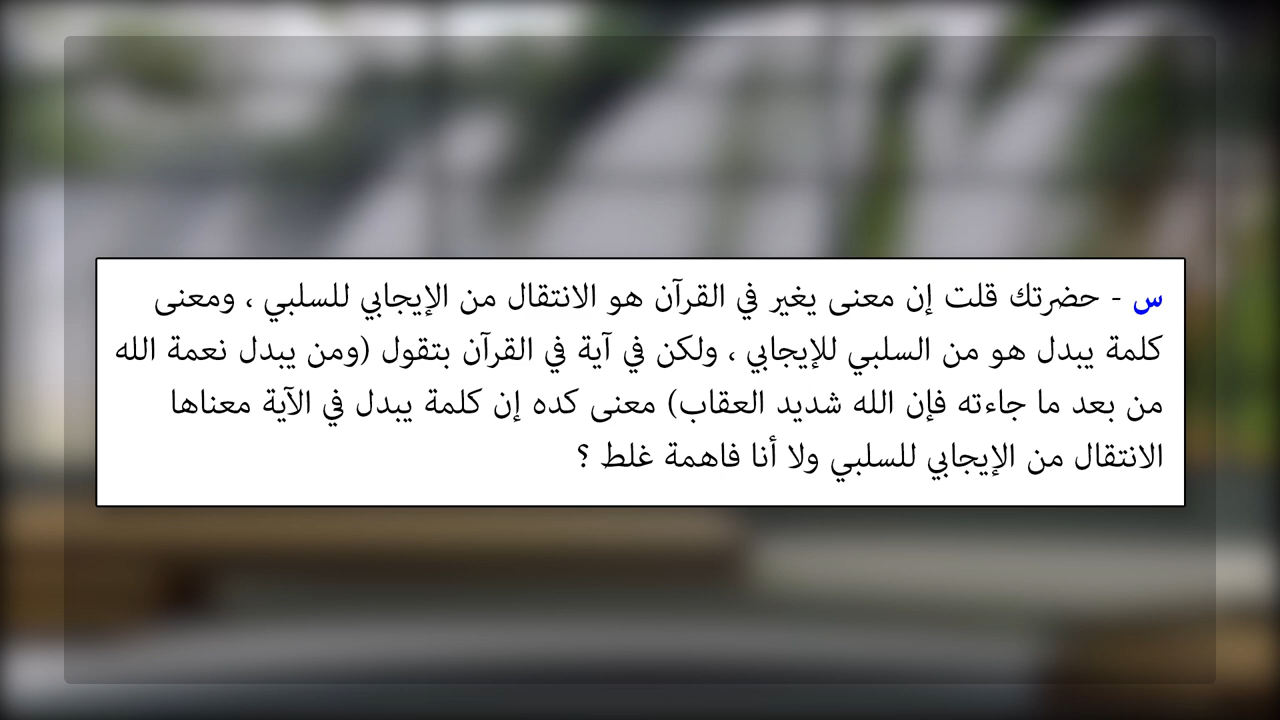 س - حضرتك قلت إن معنى يغير في القرآن هو الانتقال من الإيجابي للسلبي ، ومعنى
كلمة يبدل هو من السلبي للإيجابي ، ولكن في آية في القرآن بتقول (ومن يبدل نعمة الله
من بعد ما جاءته فإن الله شديد العقاب) معنى كده إن كلمة يبدل في الآية معناها
الانتقال من الإيجابي للسلبي ولا أنا فاهمة غلط ؟